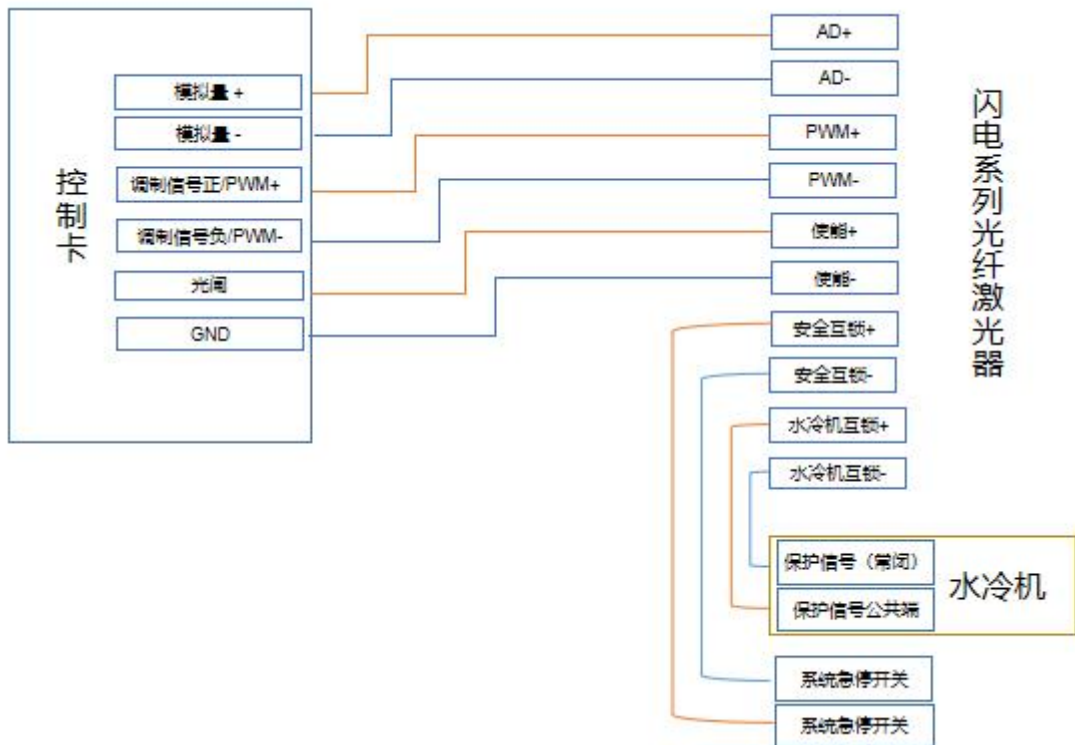 控制卡
模拟量 +
模拟量 -
调制信号正/PWM+
调制信号负/PWM-
光闸
GND
AD+
AD-
PWM+
PWM-
使能+
使能-
安全互锁+
安全互锁-
水冷机互锁+
水冷机互锁-
闪电系列光纤激光器
保护信号（常闭）
保护信号公共端
水冷机
系统急停开关
系统急停开关